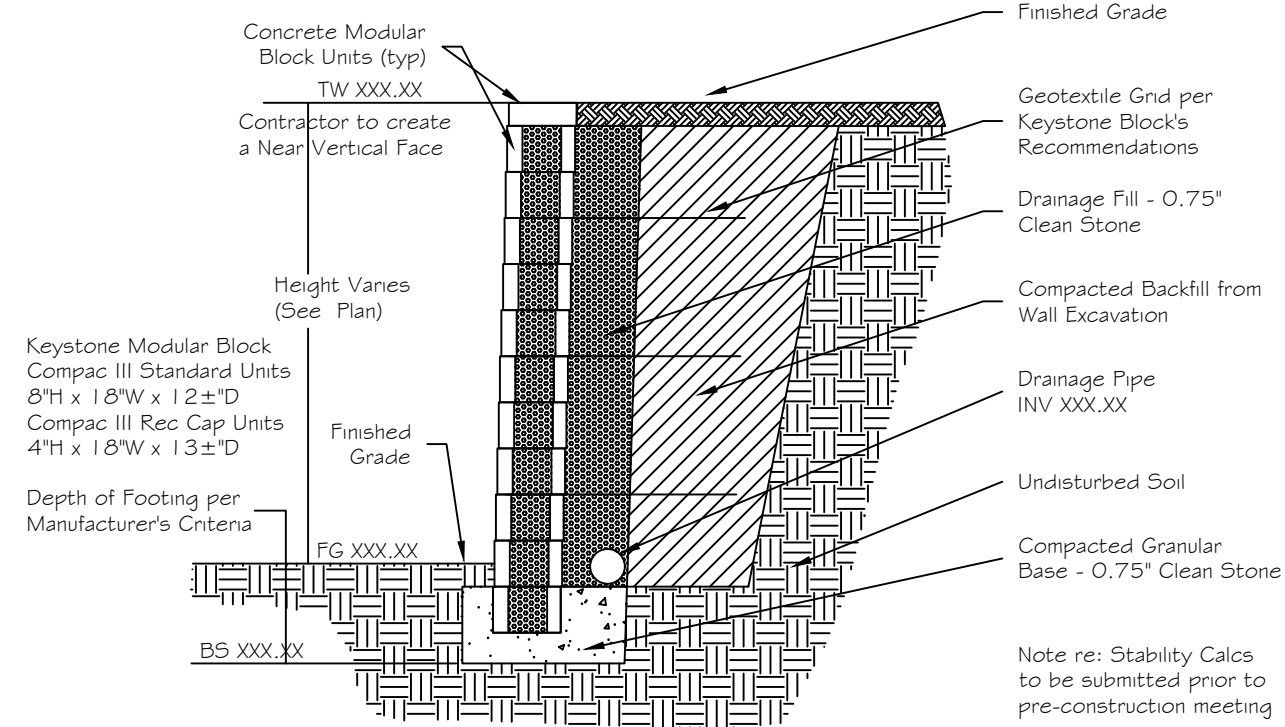 Concrete Modular
Block Units (typ)
TW XXX.XX
Contractor to create
a Near Vertical Face
Height Varies
(See Plan)
Keystone Modular Block
Compac III Standard Units
8"H x 18"W x 12±"D
Compac III Rec Cap Units
4"H x 18"W x 13±"D
Finished
Grade
Depth of Footing per
Manufacturer's Criteria
FG XXX.XX
BS XXX.XX
Finished Grade
Geotextile Grid per
Keystone Block's
Recommendations
Drainage Fill - 0.75"
Clean Stone
Compacted Backfill from
Wall Excavation
Drainage Pipe
INV XXX.XX
Undisturbed Soil
Compacted Granular
Base - 0.75" Clean Stone
Note re: Stability Calcs
to be submitted prior to
pre-construction meeting